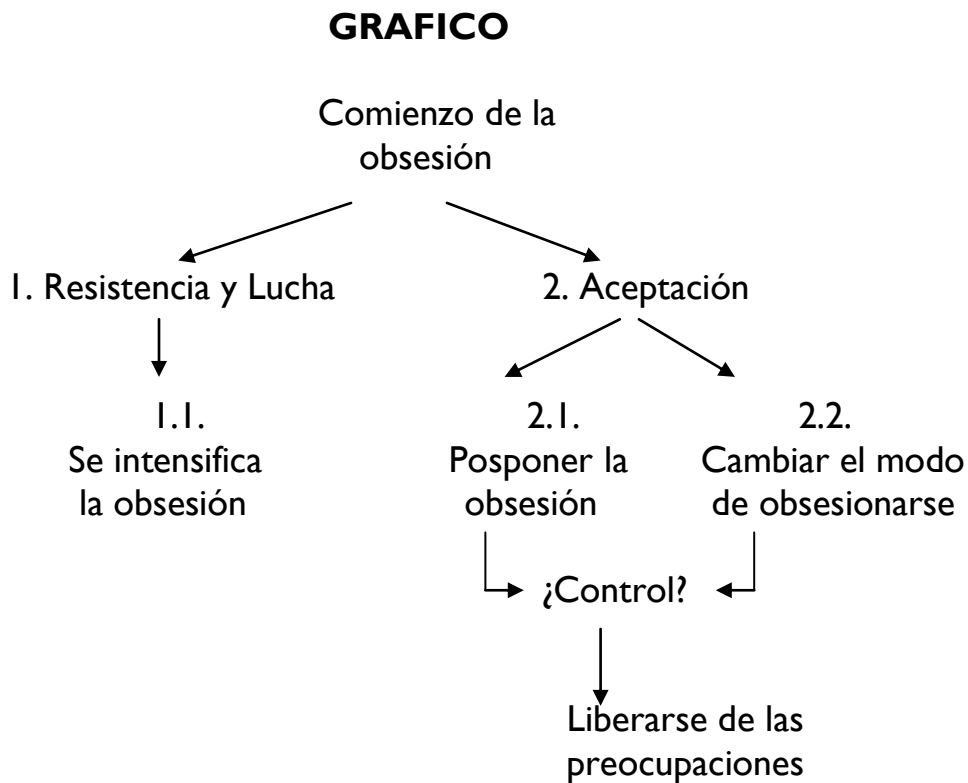 GRAFICO
Comienzo de la
obsesión
1. Resistencia y Lucha
2. Aceptación
1.1.
Se intensifica
la obsesión
2.1.
Posponer la
obsesión
2.2.
Cambiar el modo
de obsesionarse
¿Control?
Liberarse de las
preocupaciones